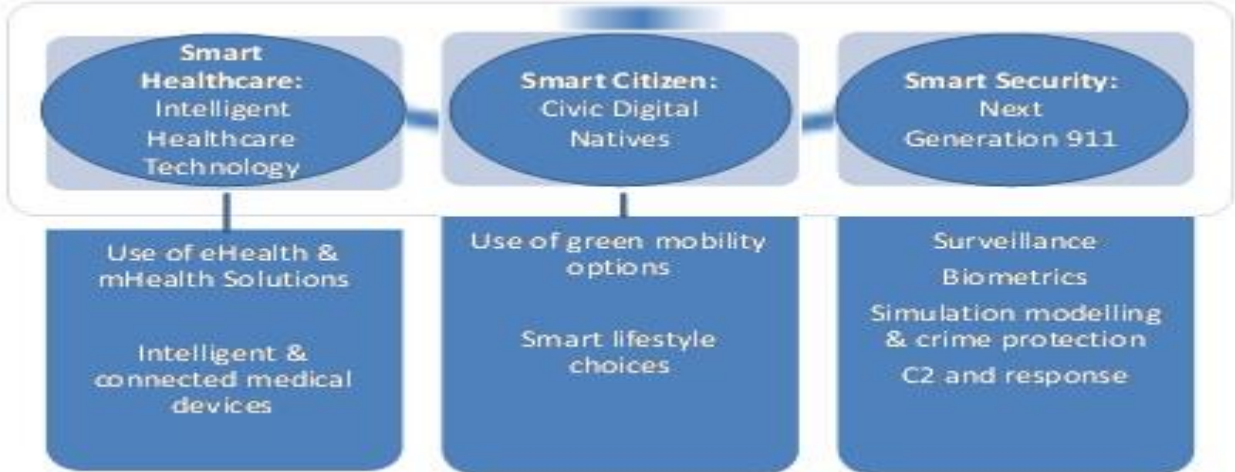 Smart
Healthcare:
Intelligent
Healthcare
Technology
Smart Citizen:
Civic Digital
Natives
Smart Security:
Next
Generation 911
Use of eHealth &
mHealth Solutions
Intelligent &
connected medical
devices
Use of green mobility
options
Smart lifestyle
choices
Surveillance
Biometrics
Simulation modelling
& crime protection
C2 and response